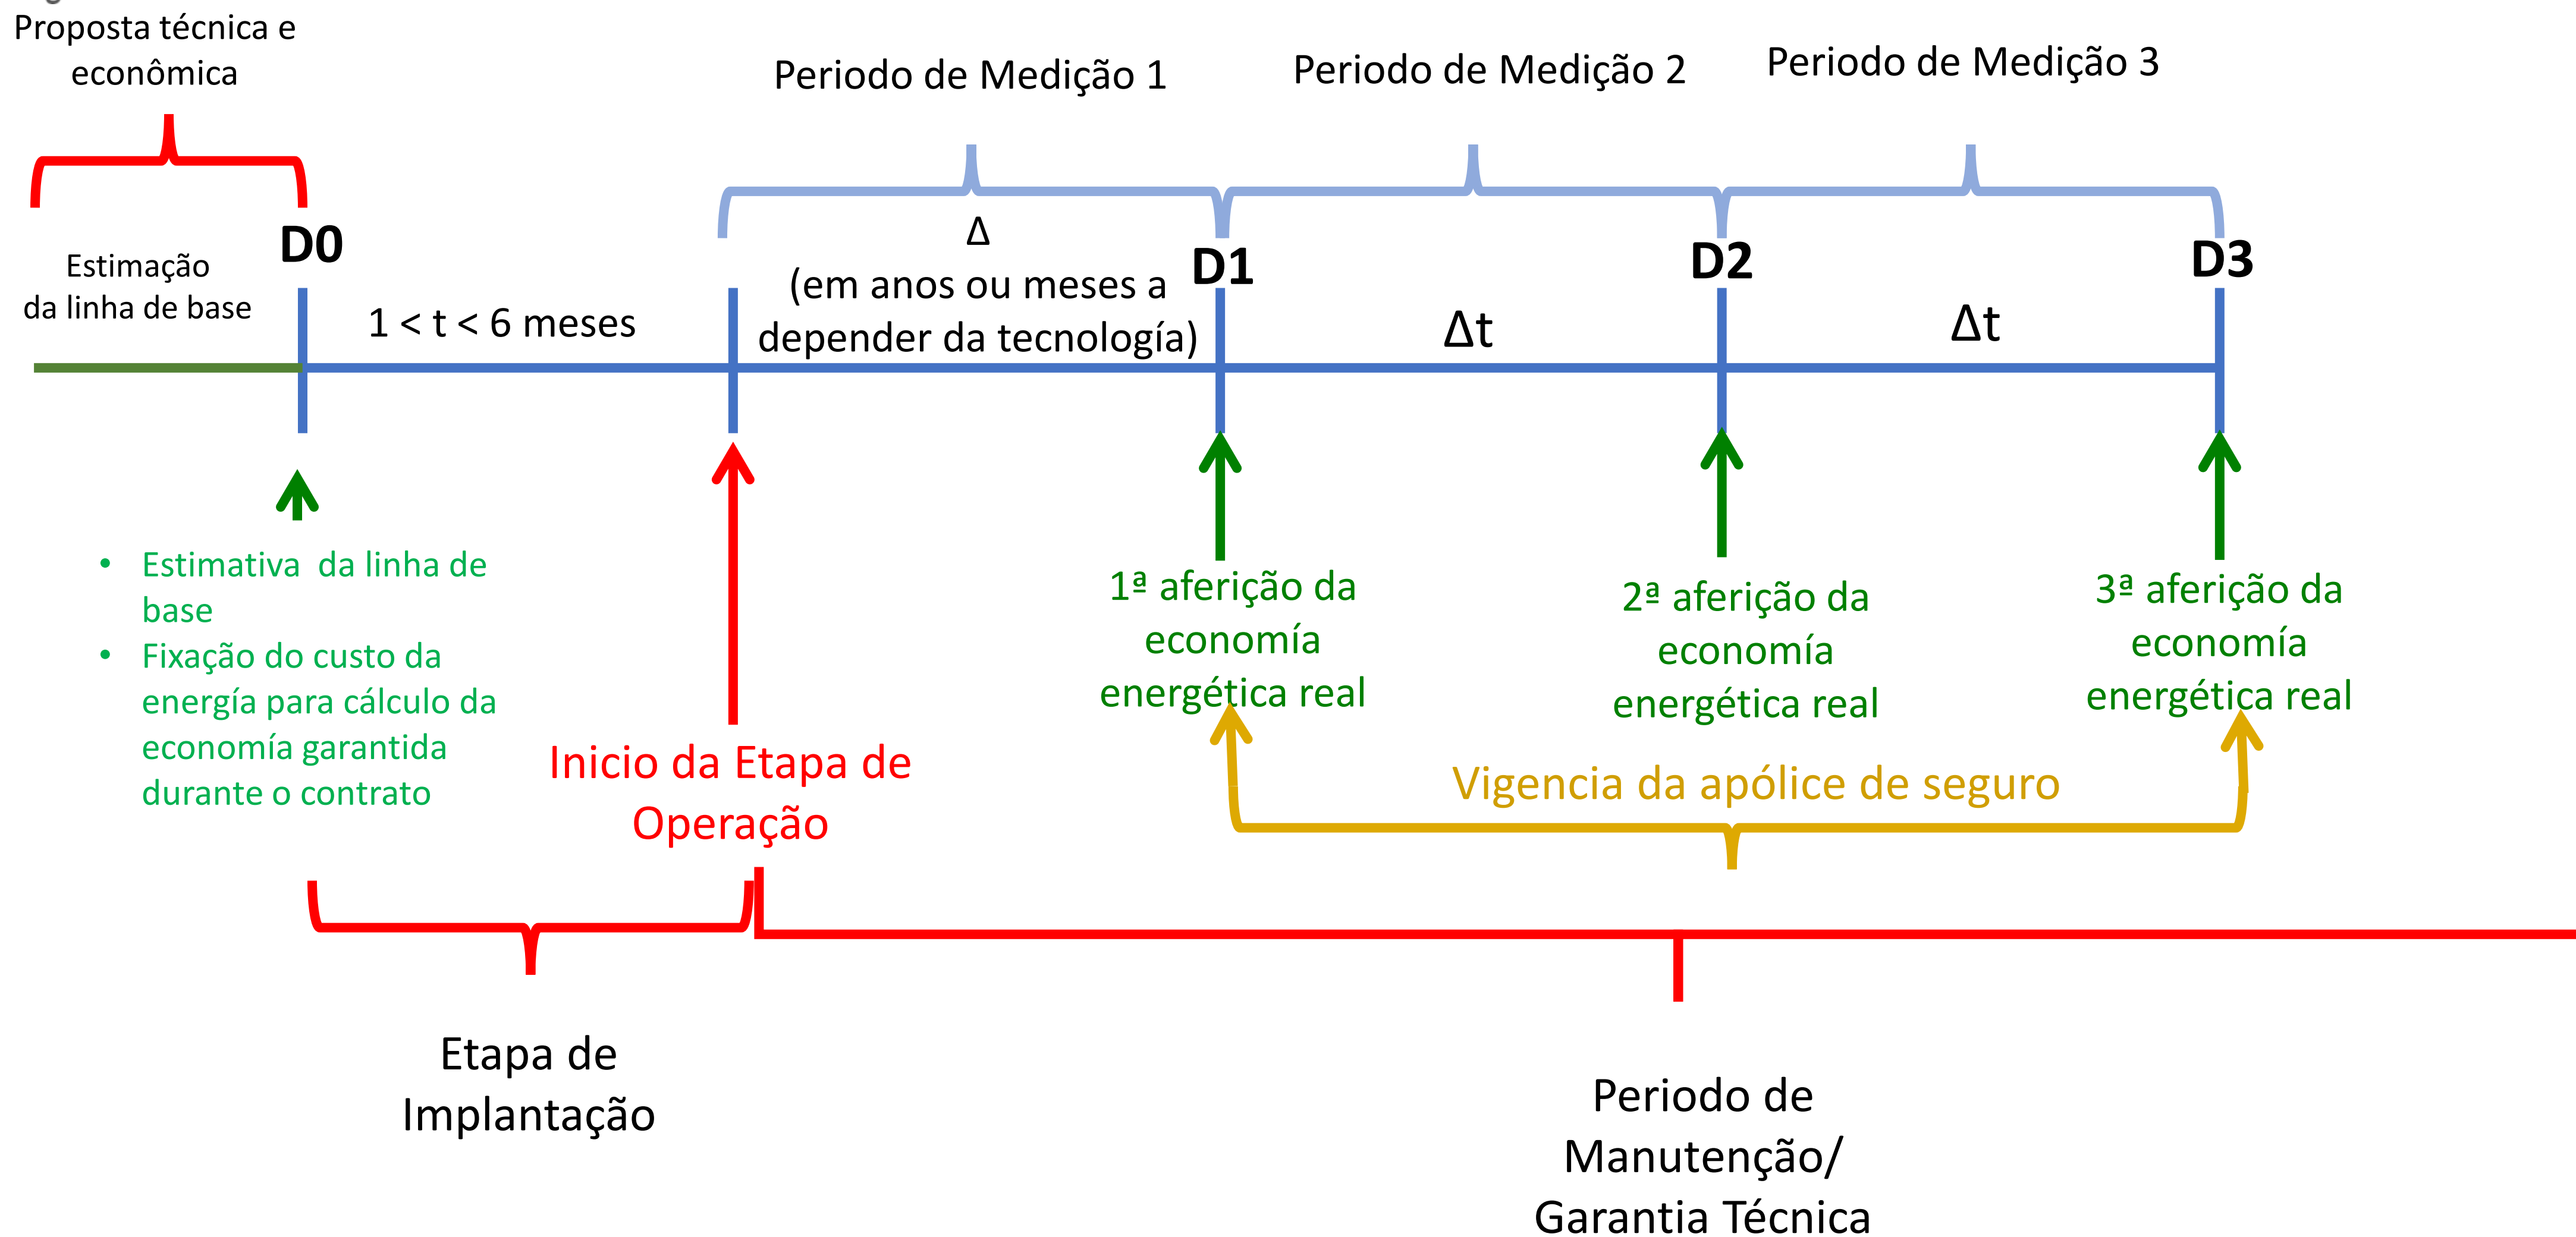 Proposta técnica e
econômica
Periodo de Medição 1
Periodo de Medição 2
Periodo de Medição 3
Estimação
da linha de base
D0
1 < t < 6 meses
Δ
(em anos ou meses a
depender da tecnología)
D1
Δt
D2
Δt
D3
• Estimativa da linha de
base
• Fixação do custo da
energía para cálculo da
economía garantida
durante o contrato
Inicio da Etapa de
Operação
1ª aferição da
economía
energética real
2ª aferição da
economía
energética real
3ª aferição da
economía
energética real
Vigencia da apólice de seguro
Etapa de
Implantação
Periodo de
Manutenção/
Garantia Técnica